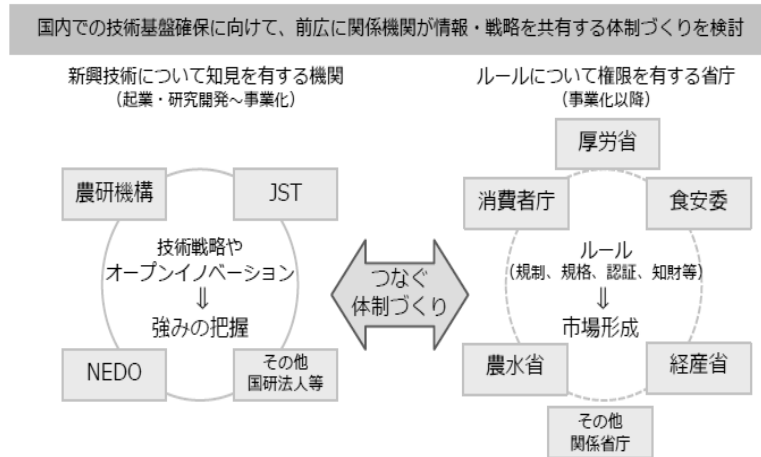 国内での技術基盤確保に向けて、前広に関係機関が情報・戦略を共有する体制づくりを検討
新興技術について知見を有する機関
（起業・研究開発～事業化）
農研機構
JST
技術戦略や
オープンイノベーション
⇓
強みの把握
NEDO
その他
国研法人等
つなぐ
体制づくり
ルールについて権限を有する省庁
（事業化以降）
厚労省
消費者庁
食安委
ルール
（規制、規格、認証、知財等）
⇓
市場形成
農水省
経産省
その他
関係省庁